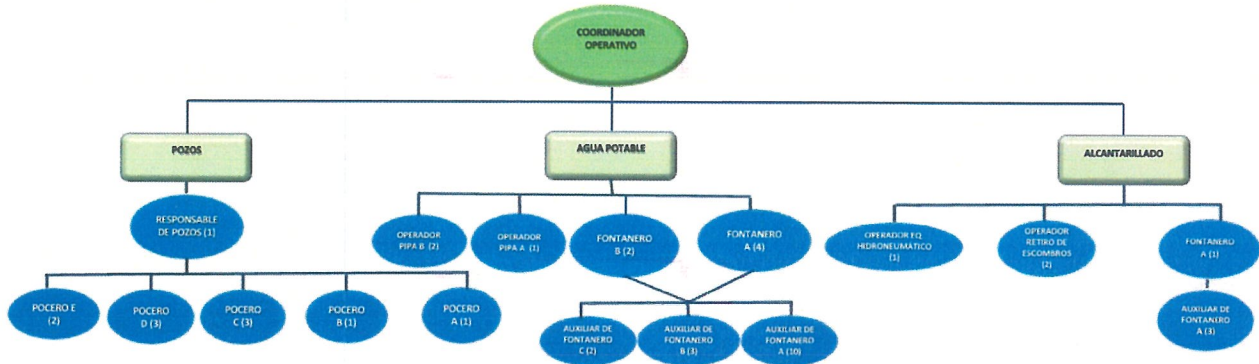 COORDINADOR
OPERATIVO
POZOS
AGUA POTABLE
ALCANTARILLADO
RESPONSABLE
DE POZOS (1)
OPERADOR
PIPA B (2)
OPERADOR
PIPA A (1)
FONTANERO
B (2)
FONTANERO
A (4)
OPERADOR EQ
HIDRONEUMÁTICO
(1)
OPERADOR
RETIRO DE
ESCOMBROS
(2)
FONTANERO
A (1)
POCERO E
(2)
POCERO
D (3)
POCERO
C (3)
POCERO
B (1)
POCERO
A (1)
AUXILIAR DE
FONTANERO
C (2)
AUXILIAR DE
FONTANERO
B (3)
AUXILIAR DE
FONTANERO
A (10)
AUXILIAR DE
FONTANERO
A (3)